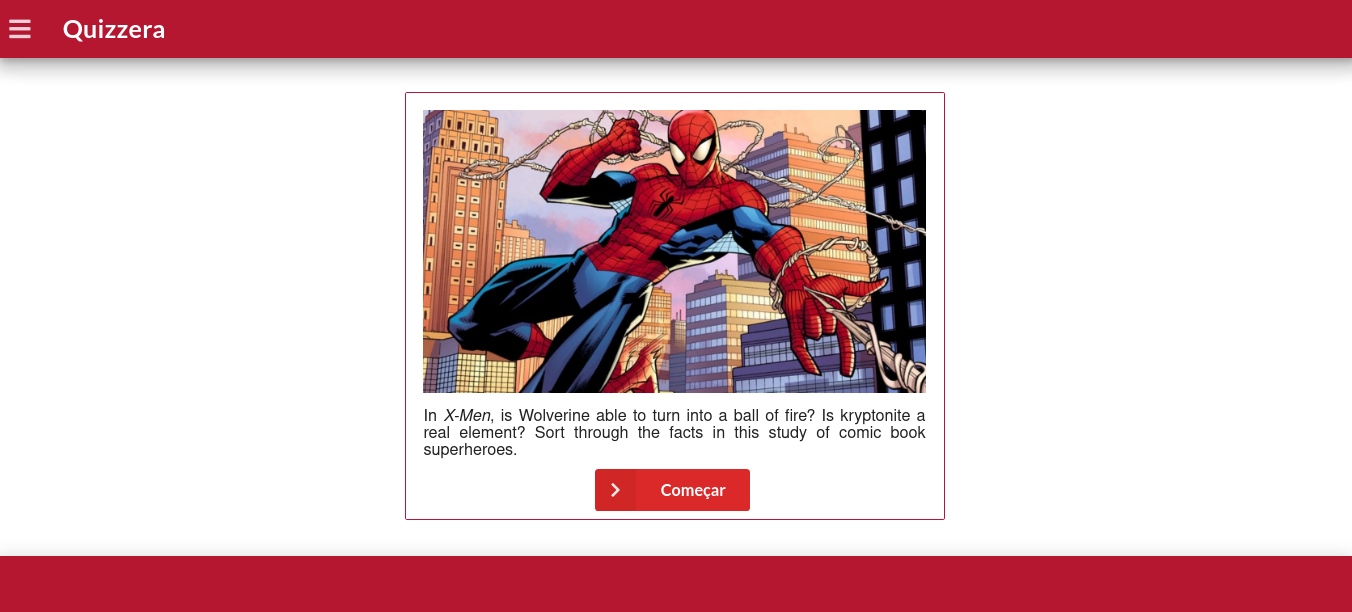 Quizzera
In X-Men, is Wolverine able to turn into a ball of fire? Is kryptonite a
real element? Sort through the facts in this study of comic book
superheroes.
Começar